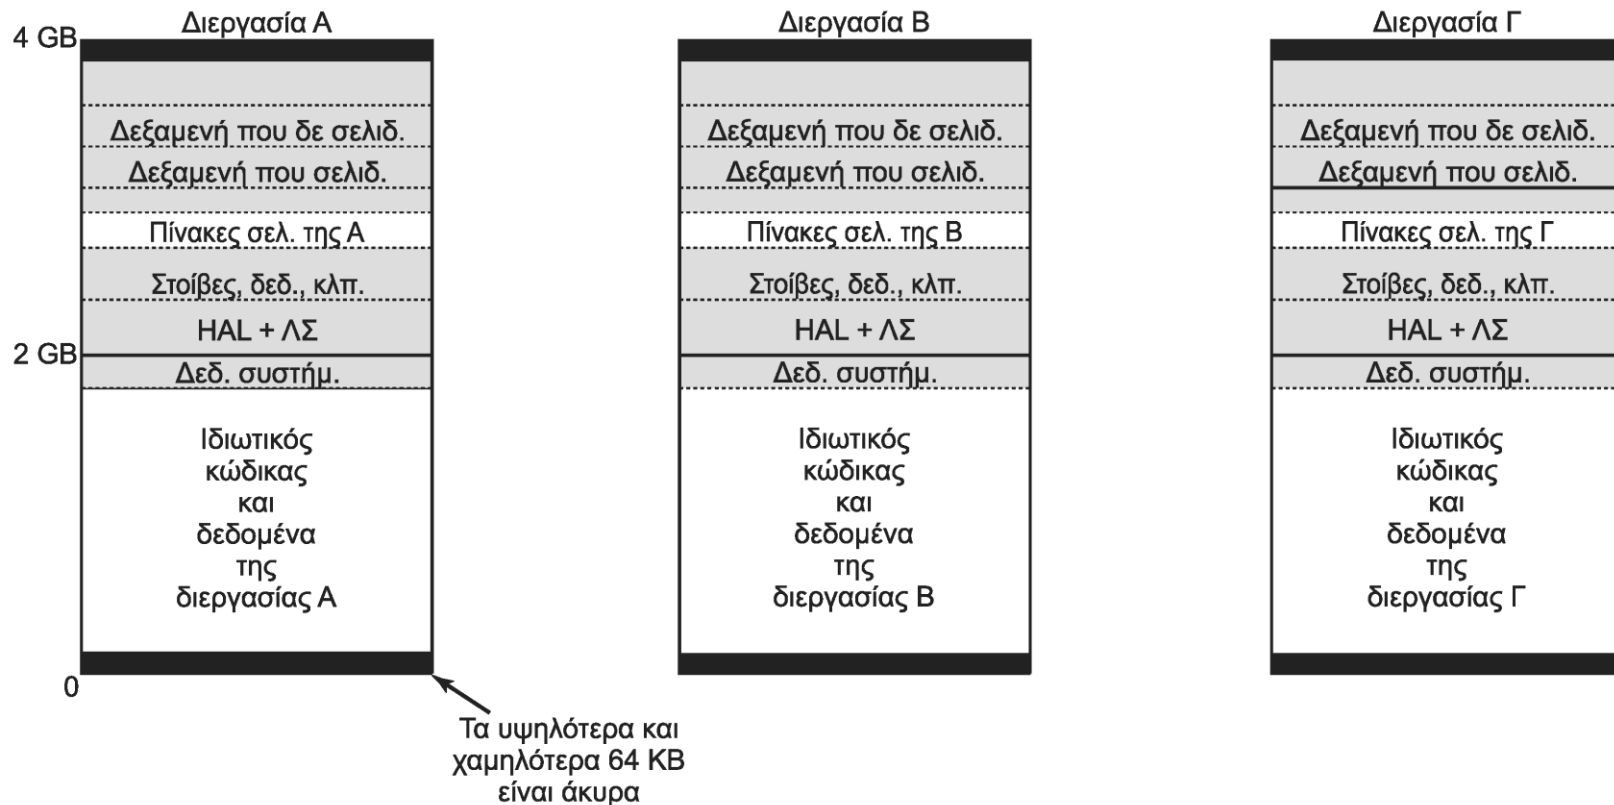 Διεργασία Α
4 GB
Δεξαμενή που δε σελιδ.
Δεξαμενή που σελιδ.
Πίνακες σελ. της Α
Στοίβες, δεδ., κλπ.
HAL + ΛΣ
2 GB
Δεδ. συστήμ.
Ιδιωτικός
κώδικας
και
δεδομένα
της
διεργασίας Α
0
Τα υψηλότερα και
χαμηλότερα 64 KB
είναι άκυρα
Διεργασία Β
Δεξαμενή που δε σελιδ.
Δεξαμενή που σελιδ.
Πίνακες σελ. της Β
Στοίβες, δεδ., κλπ.
HAL + ΛΣ
Δεδ. συστήμ.
Ιδιωτικός
κώδικας
και
δεδομένα
της
διεργασίας Β
Διεργασία Γ
Δεξαμενή που δε σελιδ.
Δεξαμενή που σελιδ.
Πίνακες σελ. της Γ
Στοίβες, δεδ., κλπ.
HAL + ΛΣ
Δεδ. συστήμ.
Ιδιωτικός
κώδικας
και
δεδομένα
της
διεργασίας Γ